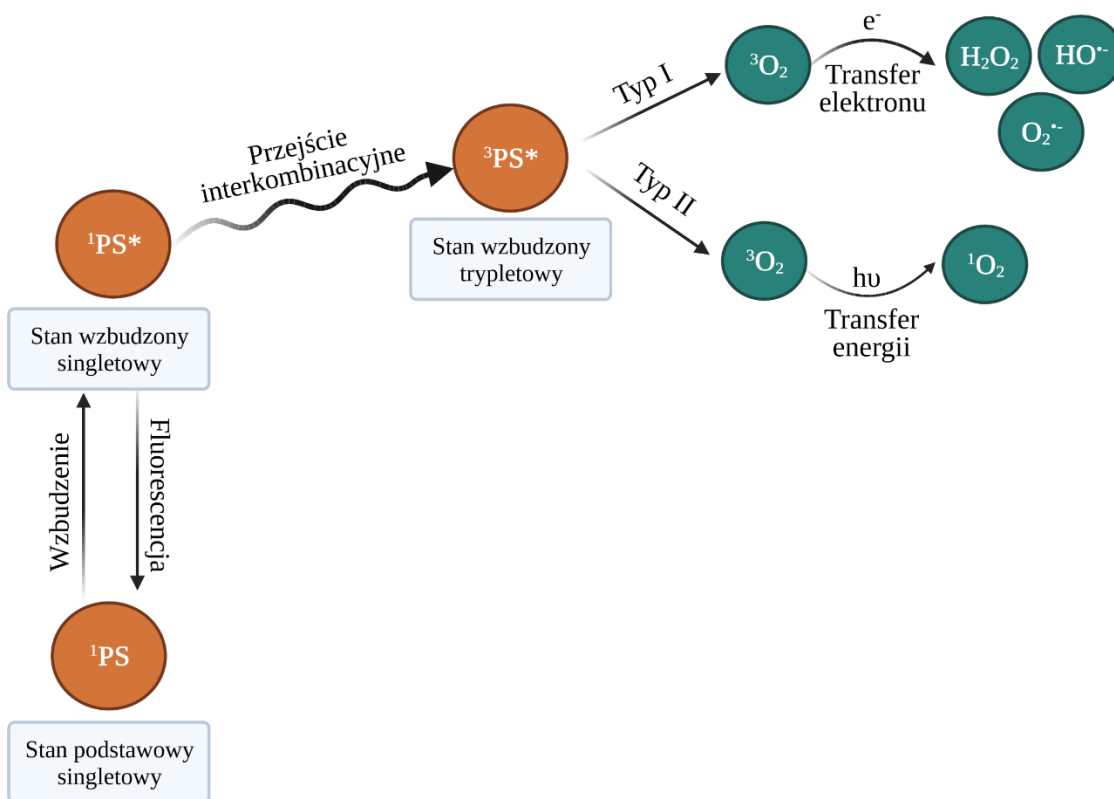 e⁻
³O₂
H₂O₂
HO•⁻
Typ I
Transfer
elektronu
O₂•⁻
Przejście
interkombinacyjne
³PS*
Typ II
¹PS*
Stan wzbudzony
trypletowy
³O₂
hυ
¹O₂
Transfer
energii
Stan wzbudzony
singletowy
Wzbudzenie
Fluorescencja
¹PS
Stan podstawowy
singletowy